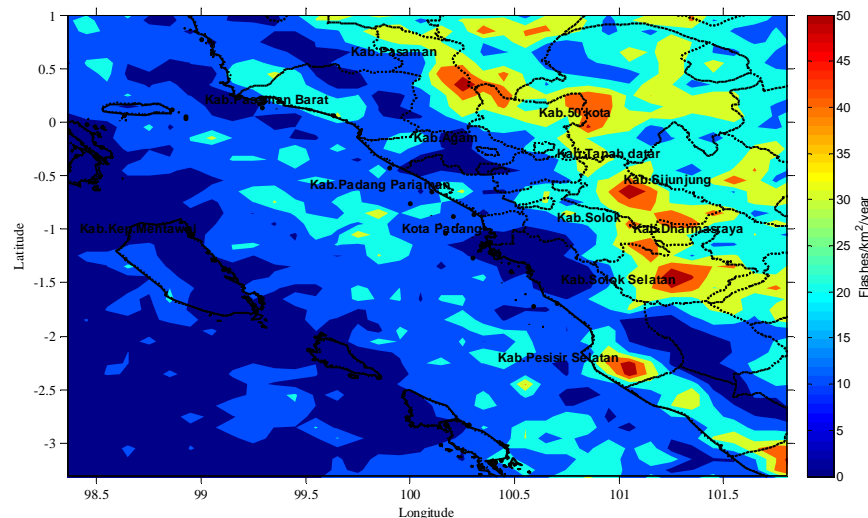 1
0.5
0
-0.5
-1
-1.5
-2
-2.5
-3
Latitude
98.5
99
99.5
100
100.5
101
101.5
Longitude
Kab.Pasaman
Kab.Pasaman Barat
Kab.50 kota
Kab.Agam
Kab.Tanah datar
Kab.Sijunjung
Kab.Padang Pariaman
Kab.Solok
Kab.Dharmasraya
Kab.Kep.Mentawai
Kota Padang
Kab.Solok Selatan
Kab.Pesisir Selatan
50
45
40
35
30
25
20
15
10
5
0
Flashes/km²/year